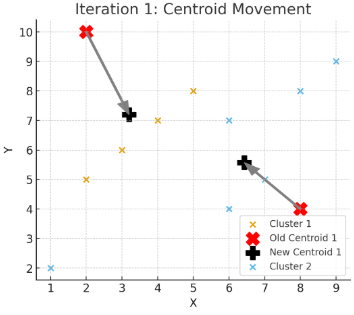 Iteration 1: Centroid Movement
10
9
8
7
6
5
4
3
2
Y
1 2 3 4 5 6 7 8 9
X
Cluster 1
Old Centroid 1
New Centroid 1
Cluster 2